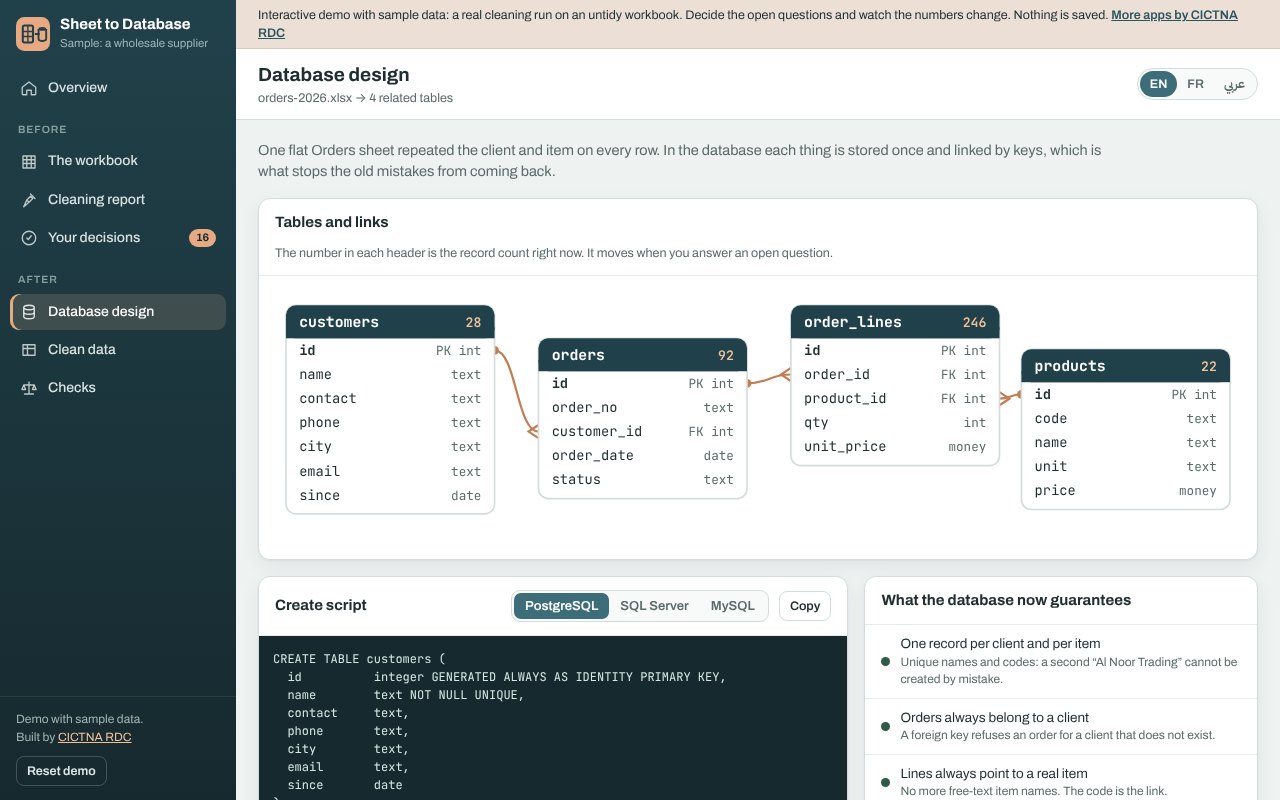 Sheet to Database
Sample: a wholesale supplier
Overview
BEFORE
The workbook
Cleaning report
Your decisions 16
AFTER
Database design
Clean data
Checks
Demo with sample data.
Built by CICTNA RDC
Reset demo
Interactive demo with sample data: a real cleaning run on an untidy workbook. Decide the open questions and watch the numbers change. Nothing is saved. More apps by CICTNA
RDC
Database design
orders-2026.xlsx → 4 related tables
EN FR عربي
One flat Orders sheet repeated the client and item on every row. In the database each thing is stored once and linked by keys, which is
what stops the old mistakes from coming back.
Tables and links
The number in each header is the record count right now. It moves when you answer an open question.
customers 28
id PK int
name text
contact text
phone text
city text
email text
since date
orders 92
id PK int
order_no text
customer_id FK int
order_date date
status text
order_lines 246
id PK int
order_id FK int
product_id FK int
qty int
unit_price money
products 22
id PK int
code text
name text
unit text
price money
Create script
PostgreSQL SQL Server MySQL Copy
CREATE TABLE customers (
id integer GENERATED ALWAYS AS IDENTITY PRIMARY KEY,
name text NOT NULL UNIQUE,
contact text,
phone text,
city text,
email text,
since date
What the database now guarantees
One record per client and per item
Unique names and codes: a second “Al Noor Trading” cannot be
created by mistake.
Orders always belong to a client
A foreign key refuses an order for a client that does not exist.
Lines always point to a real item
No more free-text item names. The code is the link.